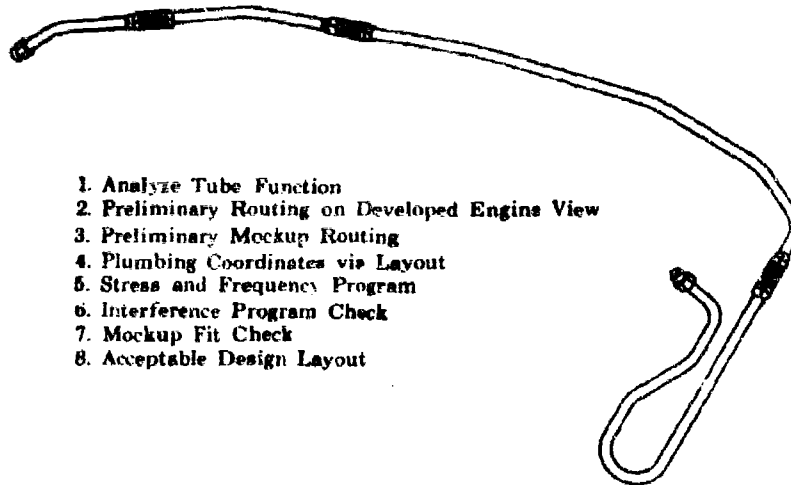 1. Analyze Tube Function
2. Preliminary Routing on Developed Engine View
3. Preliminary Mockup Routing
4. Plumbing Coordinates via Layout
5. Stress and Frequency Program
6. Interference Program Check
7. Mockup Fit Check
8. Acceptable Design Layout